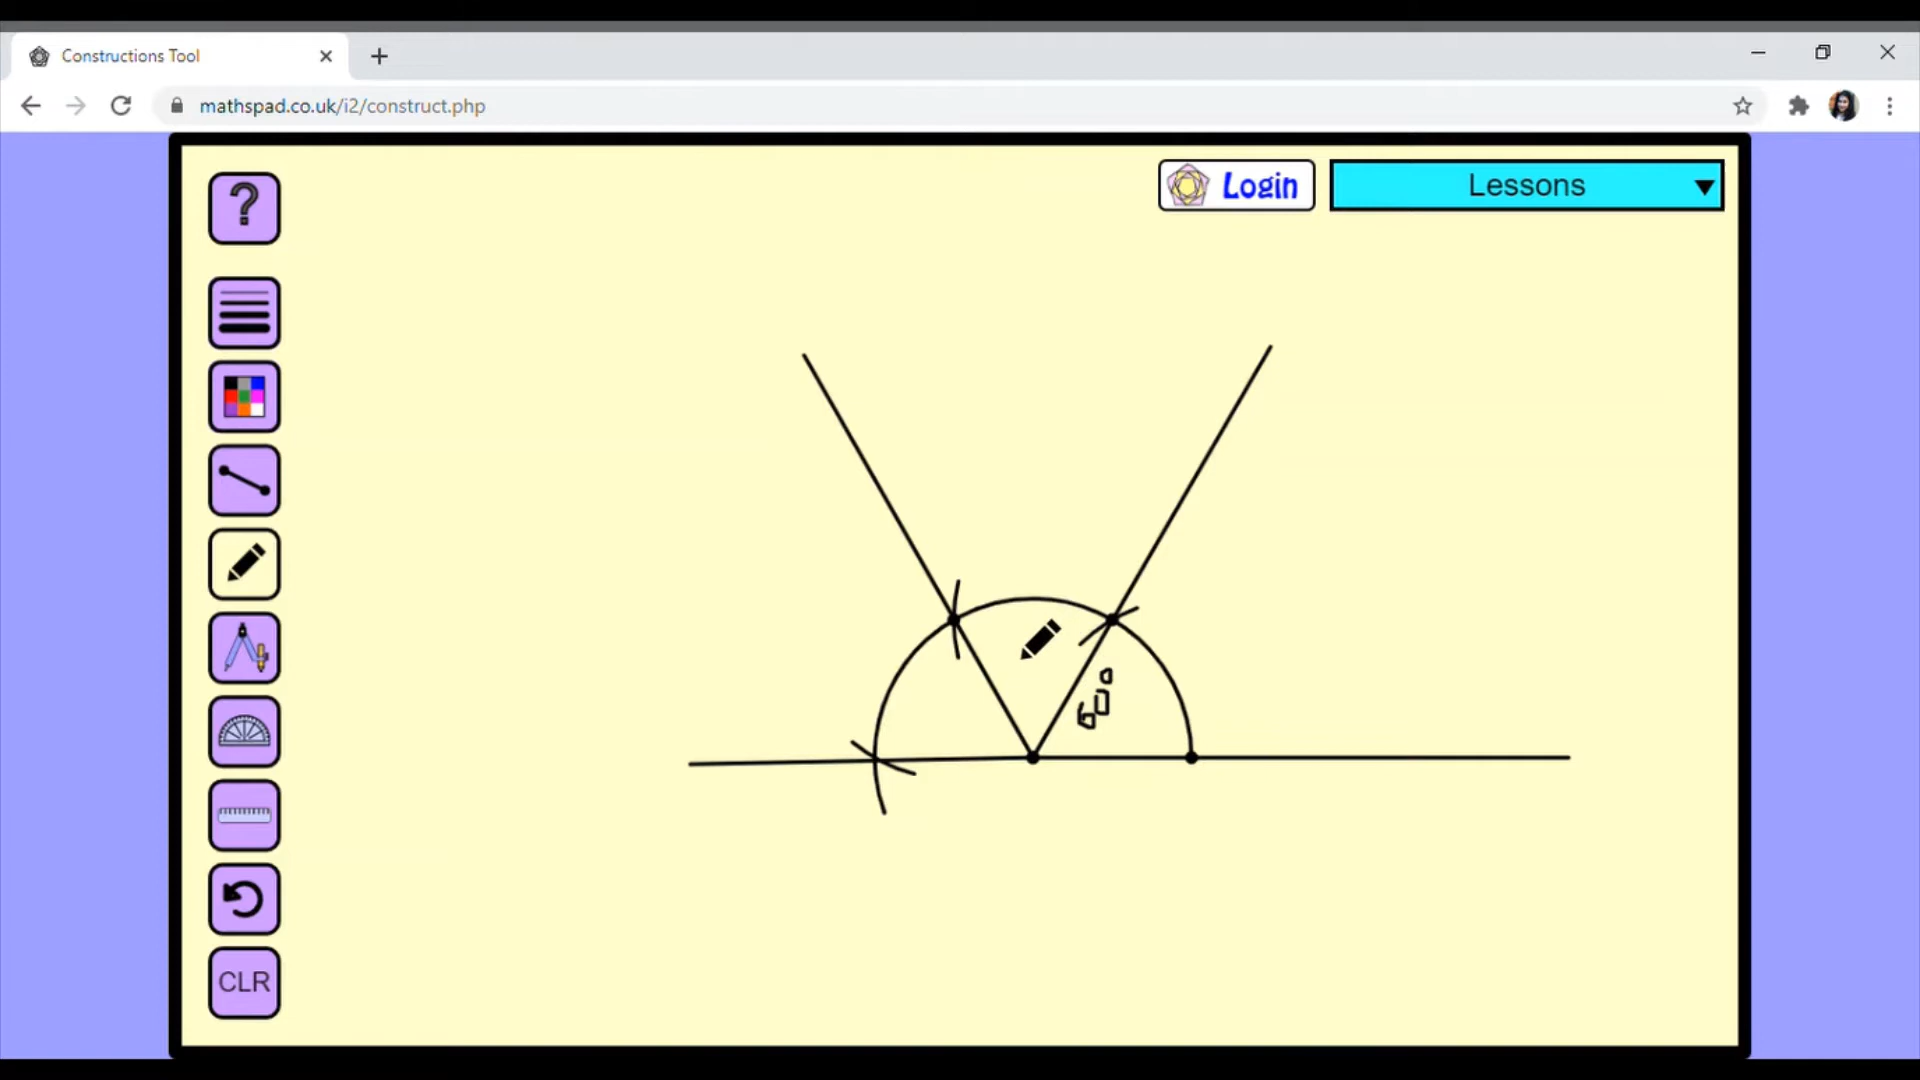 Constructions Tool
mathspad.co.uk/i2/construct.php
? Login Lessons
60°
CLR